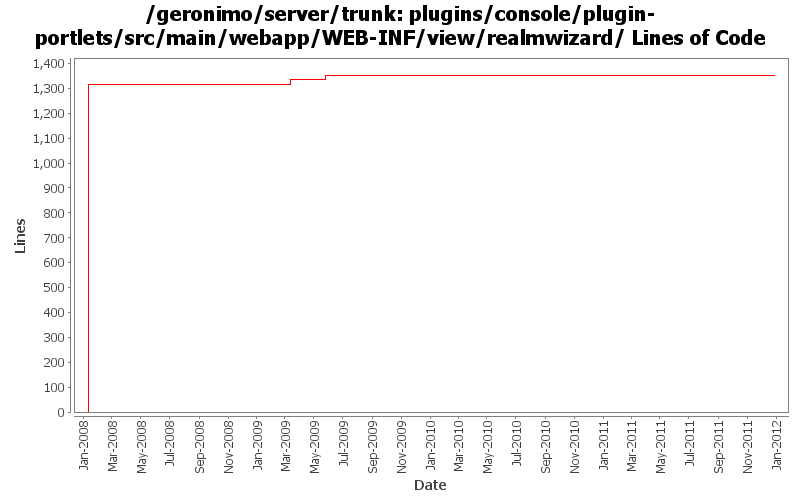 /geronimo/server/trunk: plugins/console/plugin-
portlets/src/main/webapp/WEB-INF/view/realmwizard/ Lines of Code
1,400
1,300
1,200
1,100
1,000
900
800
700
600
500
400
300
200
100
0
Lines
Jan-2008
Mar-2008
May-2008
Jul-2008
Sep-2008
Nov-2008
Jan-2009
Mar-2009
May-2009
Jul-2009
Sep-2009
Nov-2009
Jan-2010
Mar-2010
May-2010
Jul-2010
Sep-2010
Nov-2010
Jan-2011
Mar-2011
May-2011
Jul-2011
Sep-2011
Nov-2011
Jan-2012
Date